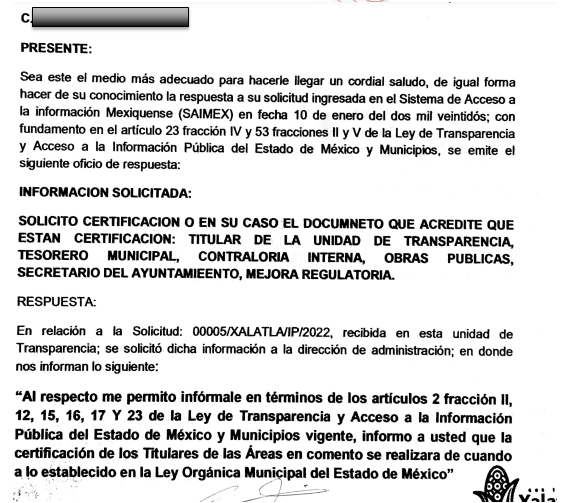 C.
PRESENTE:
Sea este el medio más adecuado para hacerle llegar un cordial saludo, de igual forma
hacer de su conocimiento la respuesta a su solicitud ingresada en el Sistema de Acceso a
la información Mexiquense (SAIMEX) en fecha 10 de enero del dos mil veintidós; con
fundamento en el artículo 23 fracción IV y 53 fracciones II y V de la Ley de Transparencia
y Acceso a la Información Pública del Estado de México y Municipios, se emite el
siguiente oficio de respuesta:
INFORMACION SOLICITADA:
SOLICITO CERTIFICACION O EN SU CASO EL DOCUMNETO QUE ACREDITE QUE
ESTAN CERTIFICACION: TITULAR DE LA UNIDAD DE TRANSPARENCIA,
TESORERO MUNICIPAL, CONTRALORIA INTERNA, OBRAS PUBLICAS,
SECRETARIO DEL AYUNTAMIEENTO, MEJORA REGULATORIA.
RESPUESTA:
En relación a la Solicitud: 00005/XALATLA/IP/2022, recibida en esta unidad de
Transparencia; se solicitó dicha información a la dirección de administración; en donde
nos informan lo siguiente:
“Al respecto me permito infórmale en términos de los artículos 2 fracción II,
12, 15, 16, 17 Y 23 de la Ley de Transparencia y Acceso a la Información
Pública del Estado de México y Municipios vigente, informo a usted que la
certificación de los Titulares de las Áreas en comento se realizara de cuando
a lo establecido en la Ley Orgánica Municipal del Estado de México”